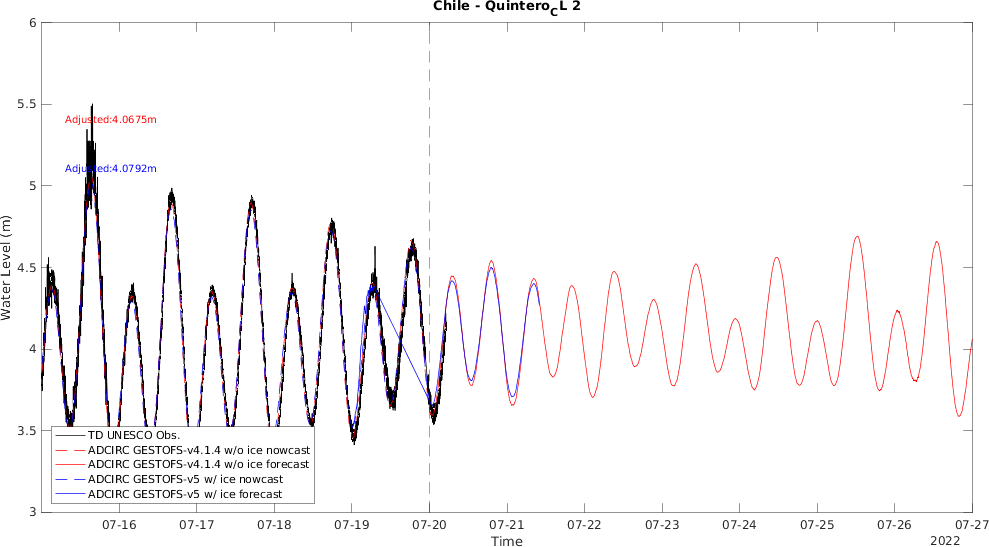 Chile - Quintero_CL 2
6
5.5
5
4.5
4
3.5
3
Water Level (m)
Adjusted:4.0675m
Adjusted:4.0792m
TD UNESCO Obs.
ADCIRC GESTOFS-v4.1.4 w/o ice nowcast
ADCIRC GESTOFS-v4.1.4 w/o ice forecast
ADCIRC GESTOFS-v5 w/ ice nowcast
ADCIRC GESTOFS-v5 w/ ice forecast
07-16 07-17 07-18 07-19 07-20 07-21 07-22 07-23 07-24 07-25 07-26 07-27
Time
2022